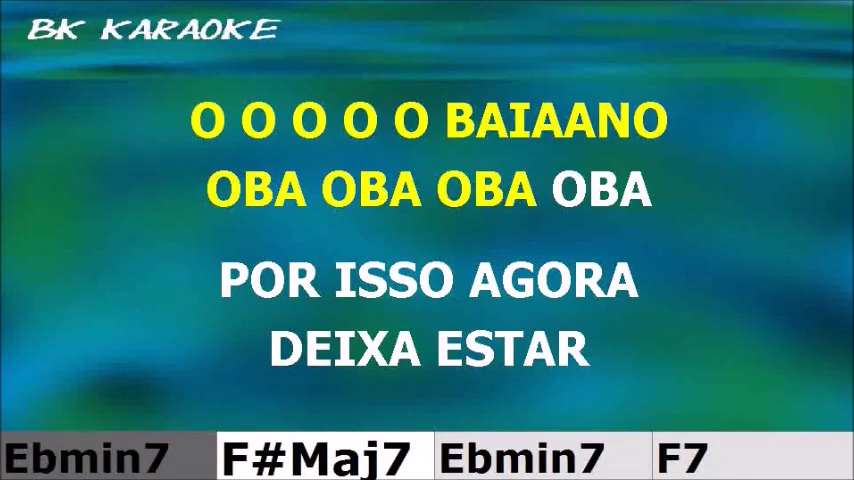 BK KARAOKE
O O O O O BAIAANO
OBA OBA OBA OBA
POR ISSO AGORA
DEIXA ESTAR
Ebmin7 F#Maj7 Ebmin7 F7